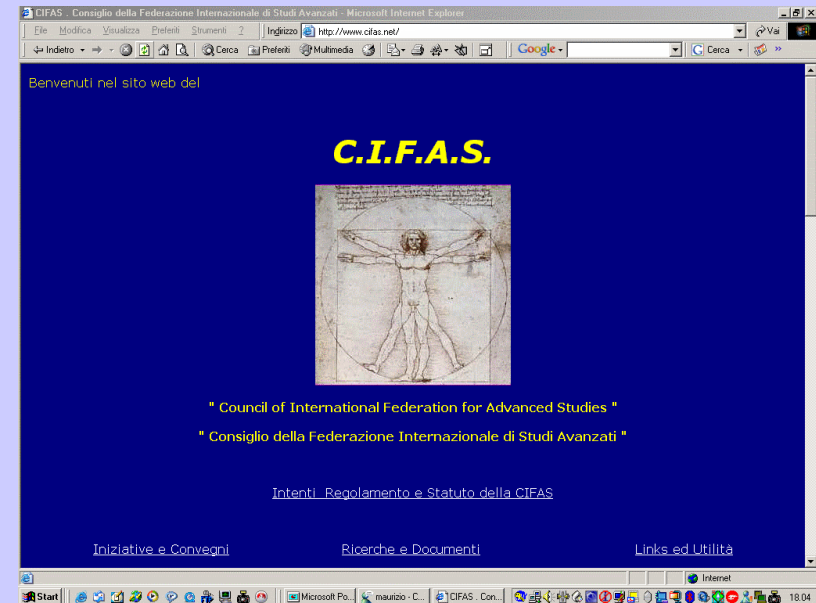 CIFAS . Consiglio della Federazione Internazionale di Studi Avanzati - Microsoft Internet Explorer
File Modifica Visualizza Preferiti Strumenti ? Indirizzo http://www.cifas.net/ Vai
Indietro Cerca Preferiti Multimedia Google Cerca »
Benvenuti nel sito web del
C.I.F.A.S.
" Council of International Federation for Advanced Studies "
" Consiglio della Federazione Internazionale di Studi Avanzati "
Intenti Regolamento e Statuto della CIFAS
Iniziative e Convegni Ricerche e Documenti Links ed Utilità
Internet
Start Microsoft Po... maurizio - C... CIFAS . Con... 18.04